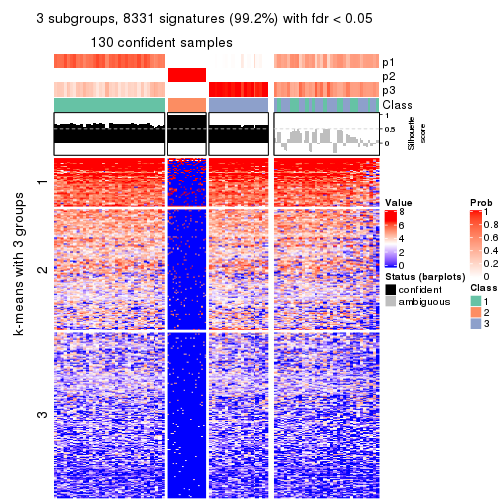 3 subgroups, 8331 signatures (99.2%) with fdr < 0.05
130 confident samples
p1
p2
p3
Class
1
0.5
0
Silhouette
score
k-means with 3 groups
1
2
3
Value
8
6
4
2
0
Status (barplots)
confident
ambiguous
Prob
1
0.8
0.6
0.4
0.2
0
Class
1
2
3